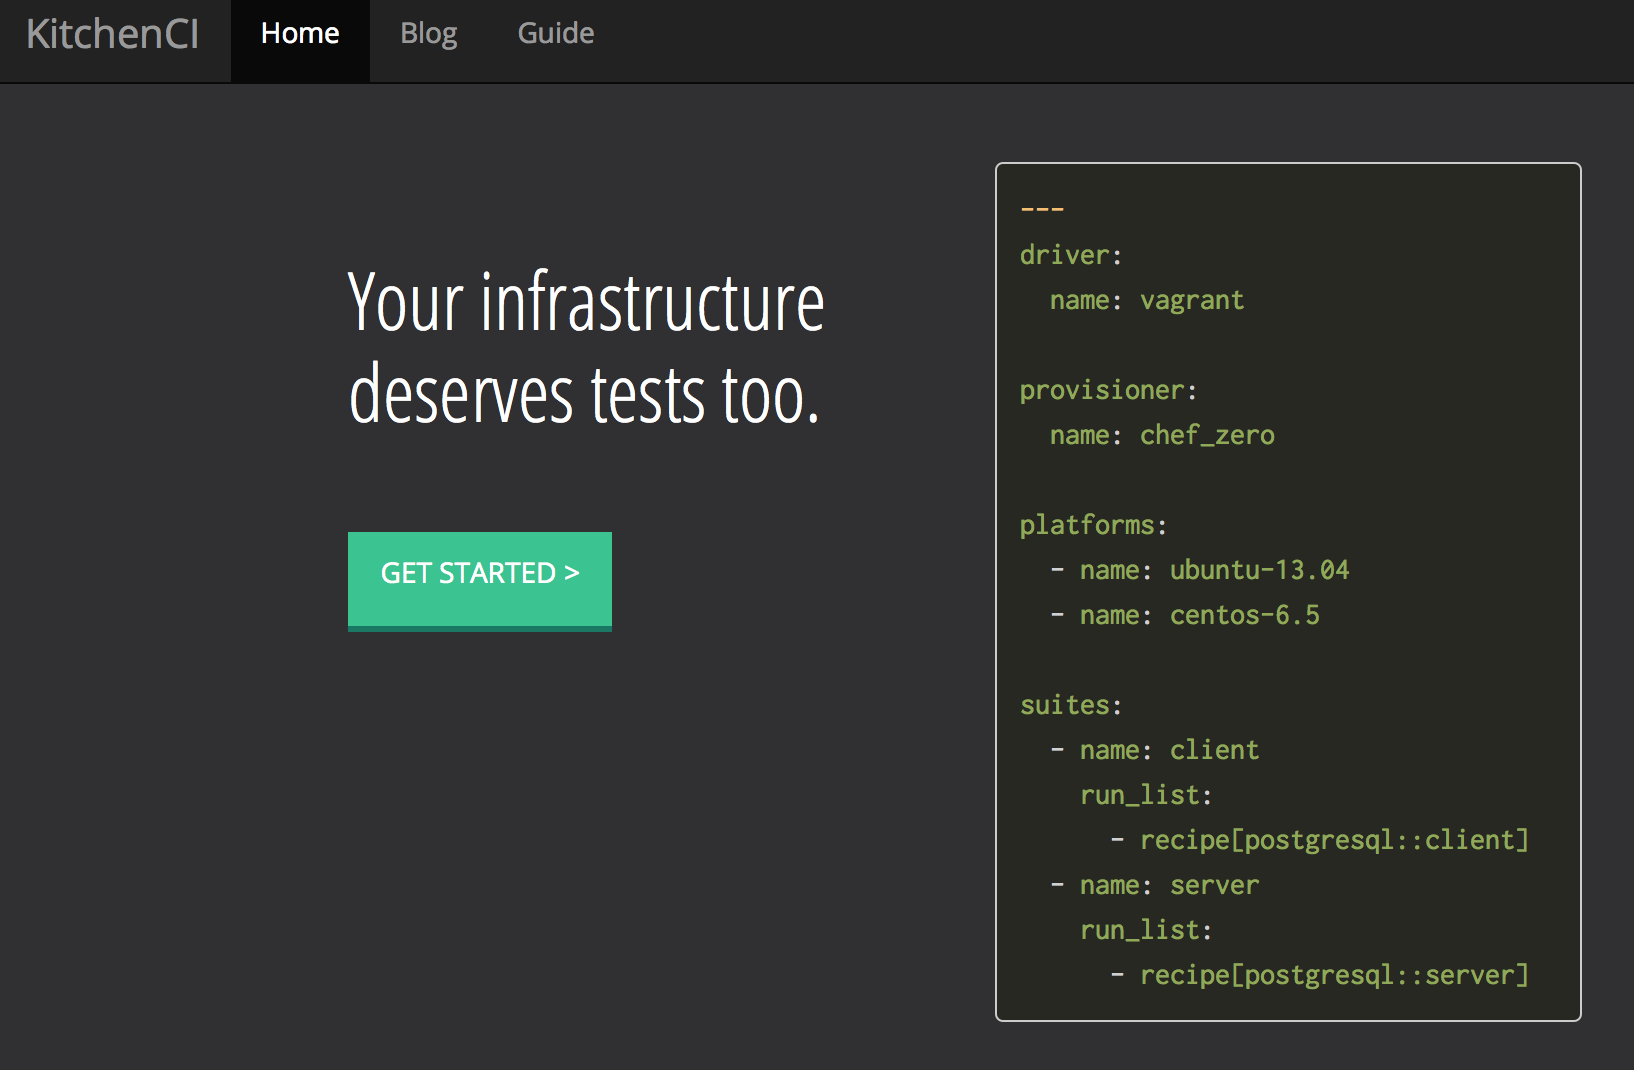 KitchenCI Home Blog Guide
Your infrastructure
deserves tests too.
GET STARTED >
---
driver:
  name: vagrant
provisioner:
  name: chef_zero
platforms:
  - name: ubuntu-13.04
  - name: centos-6.5
suites:
  - name: client
    run_list:
      - recipe[postgresql::client]
  - name: server
    run_list:
      - recipe[postgresql::server]